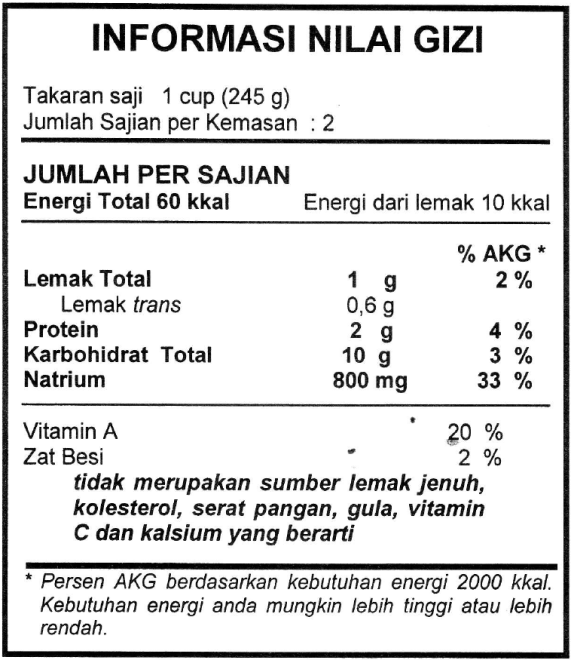 INFORMASI NILAI GIZI
Takaran saji 1 cup (245 g)
Jumlah Sajian per Kemasan : 2
JUMLAH PER SAJIAN
Energi Total 60 kkal Energi dari lemak 10 kkal
% AKG *
Lemak Total 1 g 2 %
Lemak trans 0,6 g
Protein 2 g 4 %
Karbohidrat Total 10 g 3 %
Natrium 800 mg 33 %
Vitamin A 20 %
Zat Besi 2 %
tidak merupakan sumber lemak jenuh,
kolesterol, serat pangan, gula, vitamin
C dan kalsium yang berarti
* Persen AKG berdasarkan kebutuhan energi 2000 kkal.
Kebutuhan energi anda mungkin lebih tinggi atau lebih
rendah.